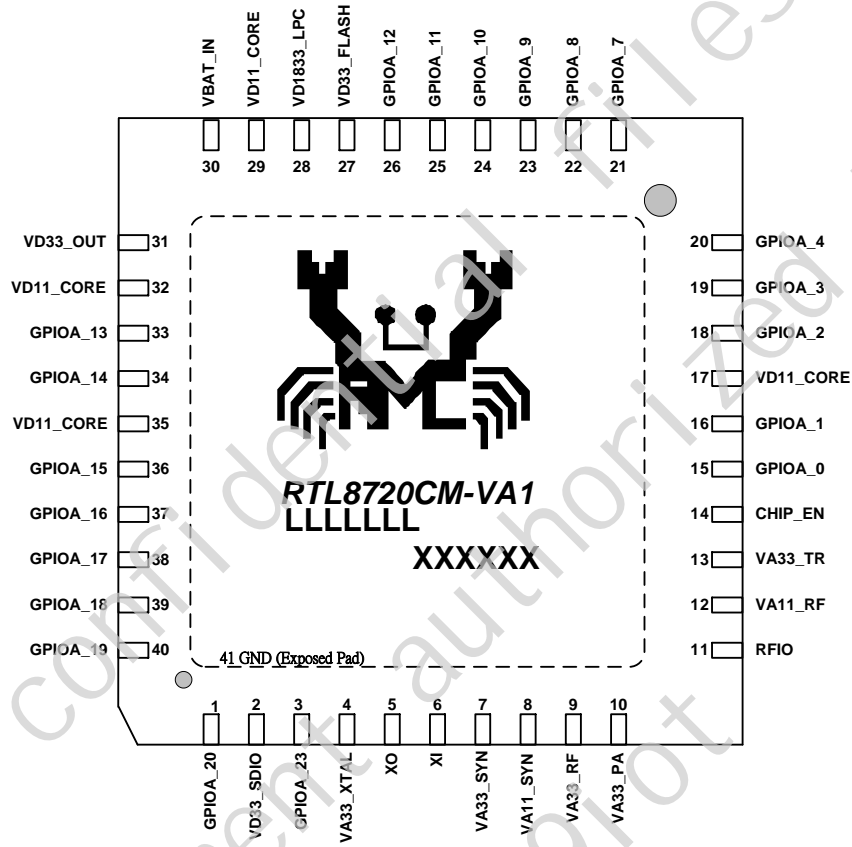 VBAT_IN
VD11_CORE
VD1833_LPC
VD33_FLASH
GPIOA_12
GPIOA_11
GPIOA_10
GPIOA_9
GPIOA_8
GPIOA_7
30 29 28 27 26 25 24 23 22 21
VD33_OUT 31
VD11_CORE 32
GPIOA_13 33
GPIOA_14 34
VD11_CORE 35
GPIOA_15 36
GPIOA_16 37
GPIOA_17 38
GPIOA_18 39
GPIOA_19 40
20 GPIOA_4
19 GPIOA_3
18 GPIOA_2
17 VD11_CORE
16 GPIOA_1
15 GPIOA_0
14 CHIP_EN
13 VA33_TR
12 VA11_RF
11 RFIO
RTL8720CM-VA1
LLLLLLL
XXXXXX
41 GND (Exposed Pad)
1 2 3 4 5 6 7 8 9 10
GPIOA_20
VD33_SDIO
GPIOA_23
VA33_XTAL
XO
XI
VA33_SYN
VA11_SYN
VA33_RF
VA33_PA
confidential files
authorized